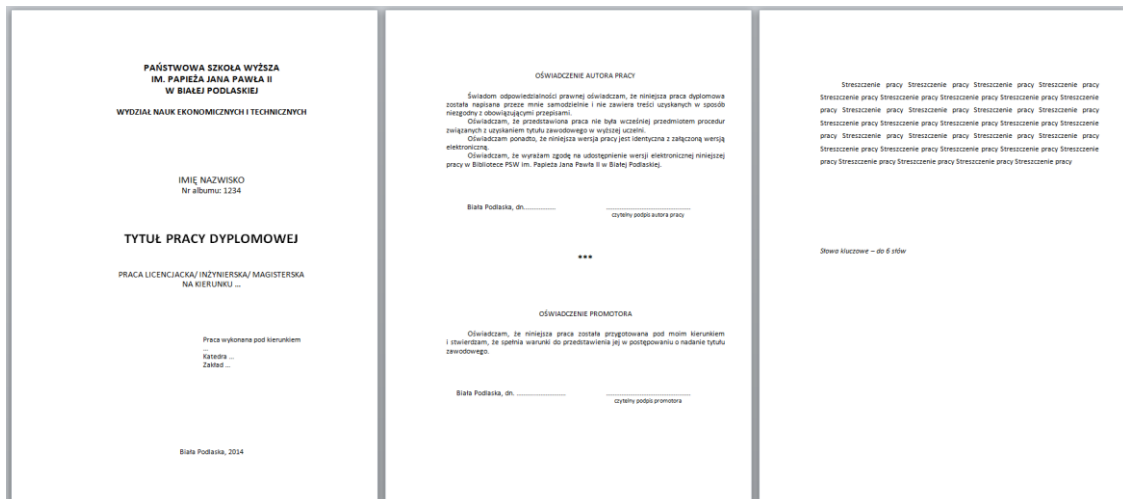 PAŃSTWOWA SZKOŁA WYŻSZA
IM. PAPIEŻA JANA PAWŁA II
W BIAŁEJ PODLASKIEJ
WYDZIAŁ NAUK EKONOMICZNYCH I TECHNICZNYCH
IMIĘ NAZWISKO
Nr albumu: 1234
TYTUŁ PRACY DYPLOMOWEJ
PRACA LICENCJACKA/ INŻYNIERSKA/ MAGISTERSKA
NA KIERUNKU ...
Praca wykonana pod kierunkiem
...
Katedra ...
Zakład ...
Biała Podlaska, 2014
OŚWIADCZENIE AUTORA PRACY
Świadom odpowiedzialności prawnej oświadczam, że niniejsza praca dyplomowa
została napisana przeze mnie samodzielnie i nie zawiera treści uzyskanych w sposób
niezgodny z obowiązującymi przepisami.
Oświadczam, że przedstawiona praca nie była wcześniej przedmiotem procedur
związanych z uzyskaniem tytułu zawodowego w wyższej uczelni.
Oświadczam ponadto, że niniejsza wersja pracy jest identyczna z załączoną wersją
elektroniczną.
Oświadczam, że wyrażam zgodę na udostępnienie wersji elektronicznej niniejszej
pracy w Bibliotece PSW im. Papieża Jana Pawła II w Białej Podlaskiej.
Biała Podlaska, dn................. ............................................
czytelny podpis autora pracy
***
OŚWIADCZENIE PROMOTORA
Oświadczam, że niniejsza praca została przygotowana pod moim kierunkiem
i stwierdzam, że spełnia warunki do przedstawienia jej w postępowaniu o nadanie tytułu
zawodowego.
Biała Podlaska, dn. .......................... ............................................
czytelny podpis promotora
Streszczenie pracy Streszczenie pracy Streszczenie pracy Streszczenie pracy
Streszczenie pracy Streszczenie pracy Streszczenie pracy Streszczenie pracy Streszczenie
pracy Streszczenie pracy Streszczenie pracy Streszczenie pracy Streszczenie pracy
Streszczenie pracy Streszczenie pracy Streszczenie pracy Streszczenie pracy Streszczenie
pracy Streszczenie pracy Streszczenie pracy Streszczenie pracy Streszczenie pracy
Streszczenie pracy Streszczenie pracy Streszczenie pracy Streszczenie pracy Streszczenie
pracy Streszczenie pracy Streszczenie pracy Streszczenie pracy Streszczenie pracy
Słowa kluczowe – do 6 słów